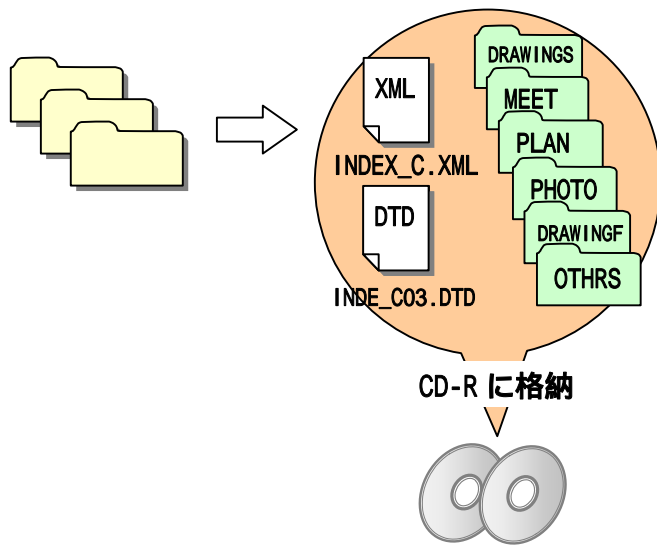 XML
INDEX_C.XML
DTD
INDE_C03.DTD
DRAWINGS
MEET
PLAN
PHOTO
DRAWINGF
OTHRS
CD-R に格納